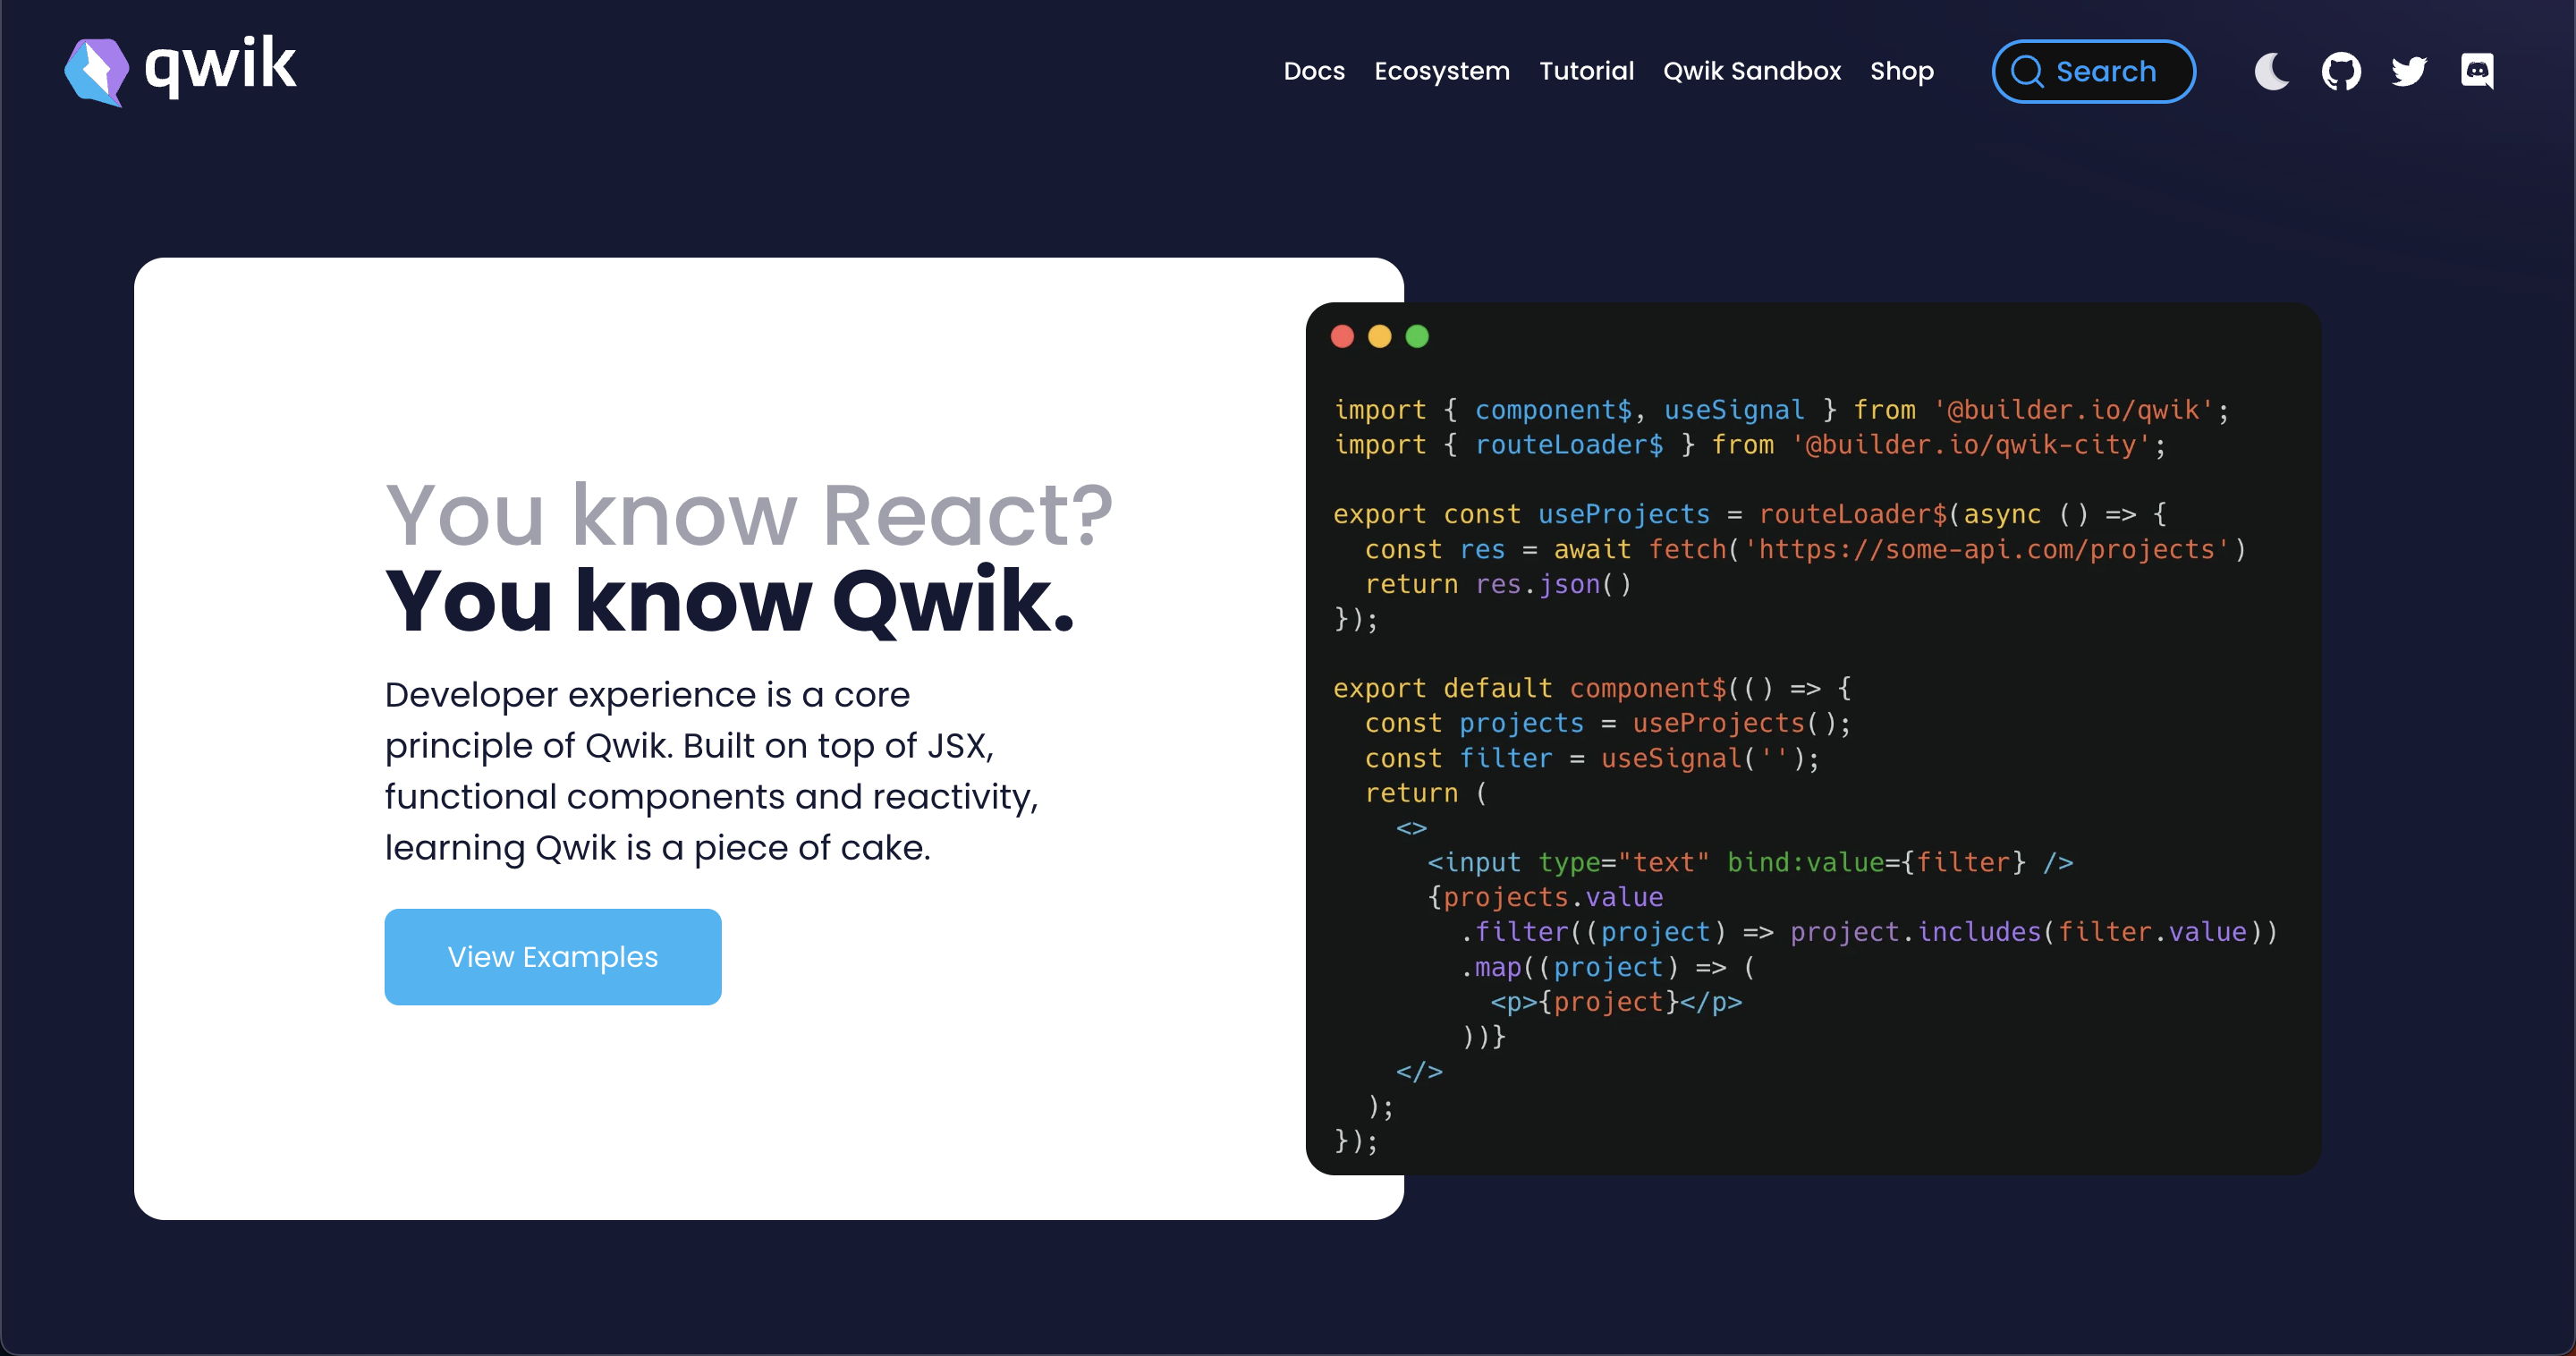 qwik
Docs Ecosystem Tutorial Qwik Sandbox Shop Search
You know React?
You know Qwik.
Developer experience is a core
principle of Qwik. Built on top of JSX,
functional components and reactivity,
learning Qwik is a piece of cake.
View Examples
import { component$, useSignal } from '@builder.io/qwik';
import { routeLoader$ } from '@builder.io/qwik-city';

export const useProjects = routeLoader$(async () => {
  const res = await fetch('https://some-api.com/projects')
  return res.json()
});

export default component$(() => {
  const projects = useProjects();
  const filter = useSignal('');
  return (
    <>
      <input type="text" bind:value={filter} />
      {projects.value
        .filter((project) => project.includes(filter.value))
        .map((project) => (
          <p>{project}</p>
        ))}
    </>
  );
});